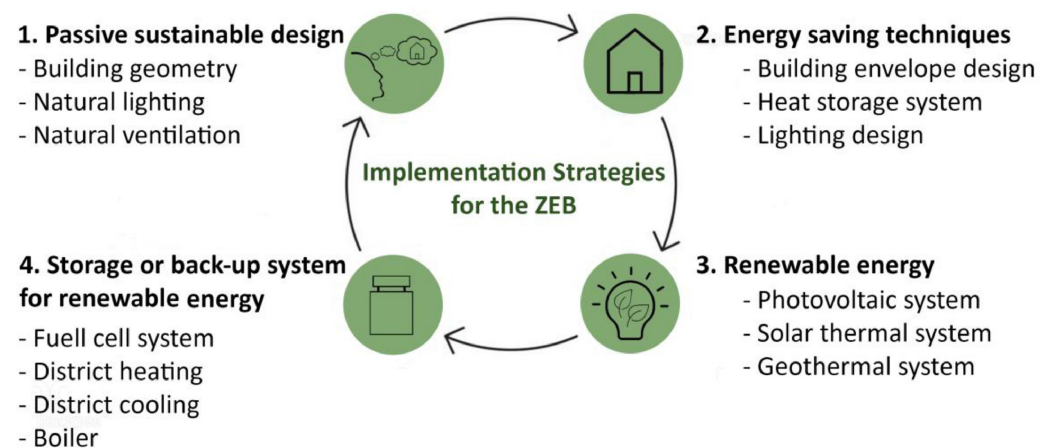 1. Passive sustainable design
- Building geometry
- Natural lighting
- Natural ventilation
2. Energy saving techniques
- Building envelope design
- Heat storage system
- Lighting design
Implementation Strategies
for the ZEB
4. Storage or back-up system
for renewable energy
- Fuell cell system
- District heating
- District cooling
- Boiler
3. Renewable energy
- Photovoltaic system
- Solar thermal system
- Geothermal system